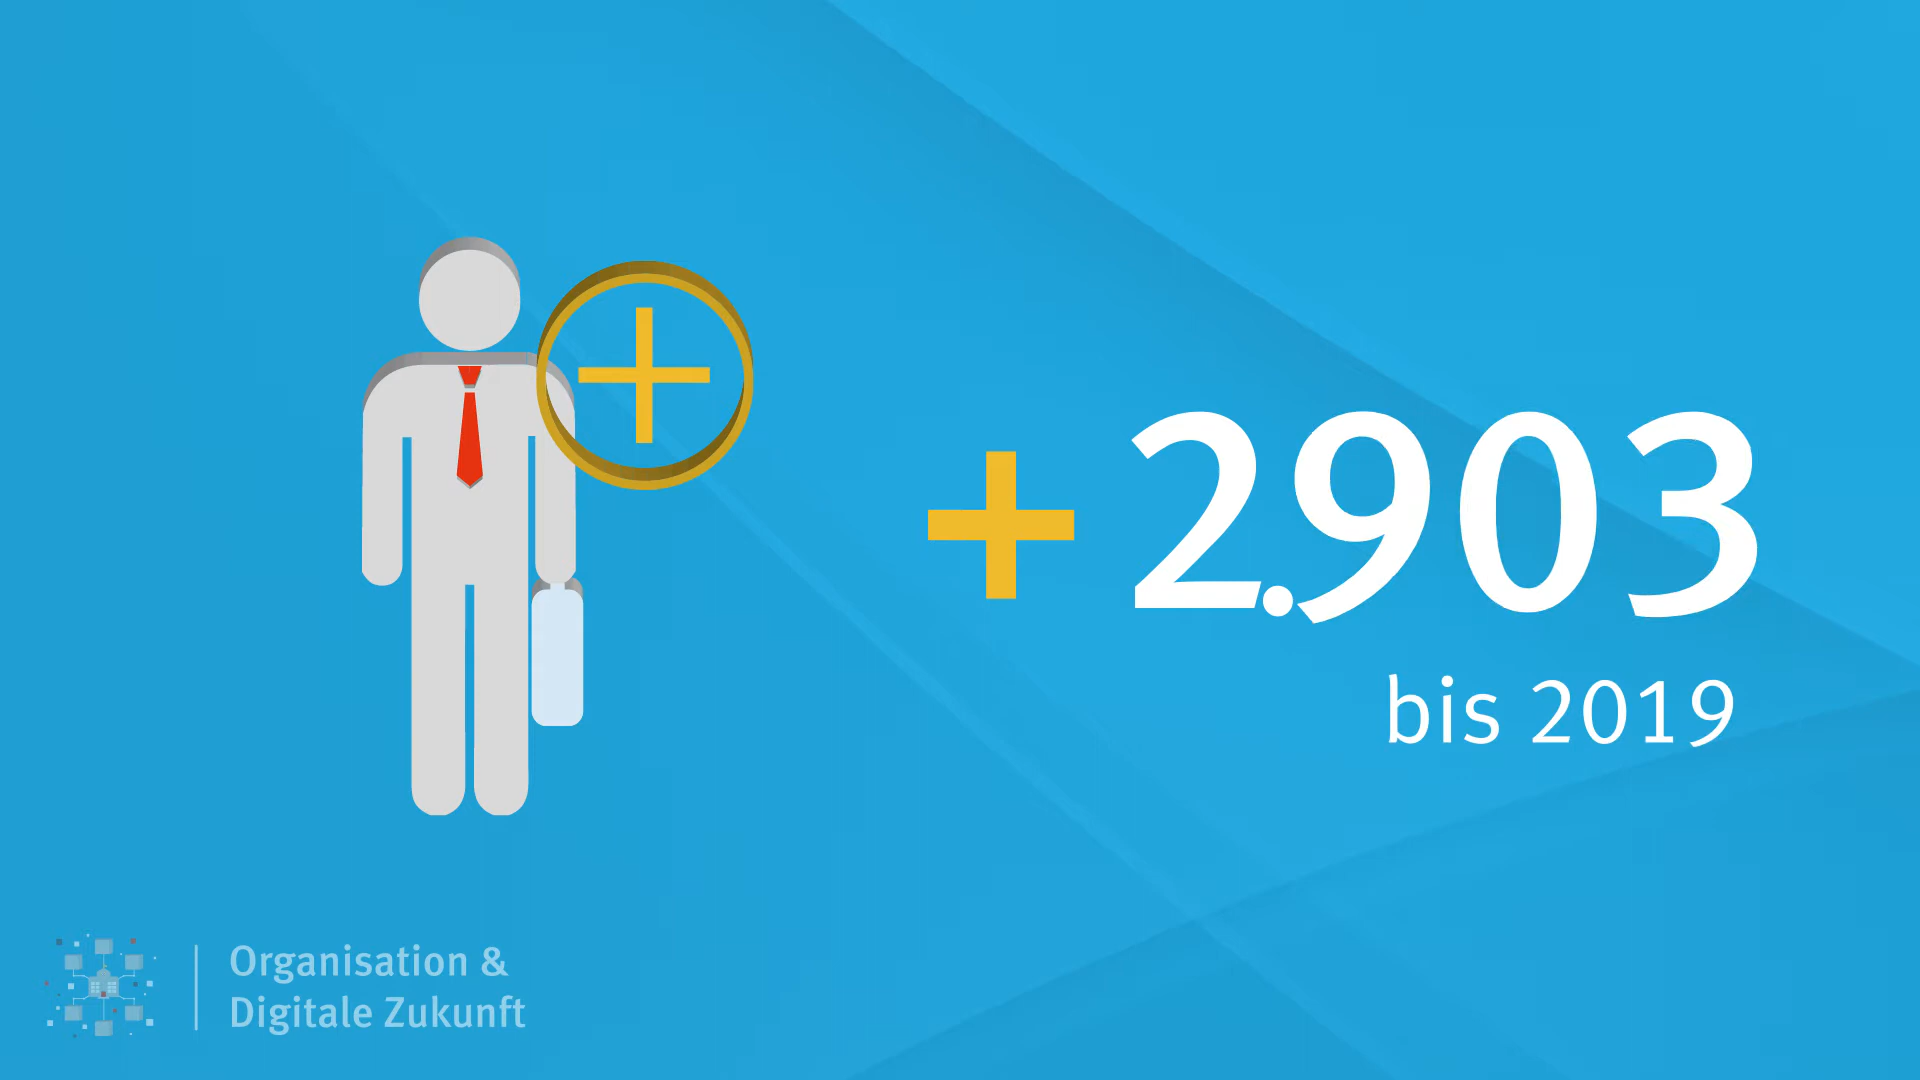 + 2.903
bis 2019
Organisation &
Digitale Zukunft